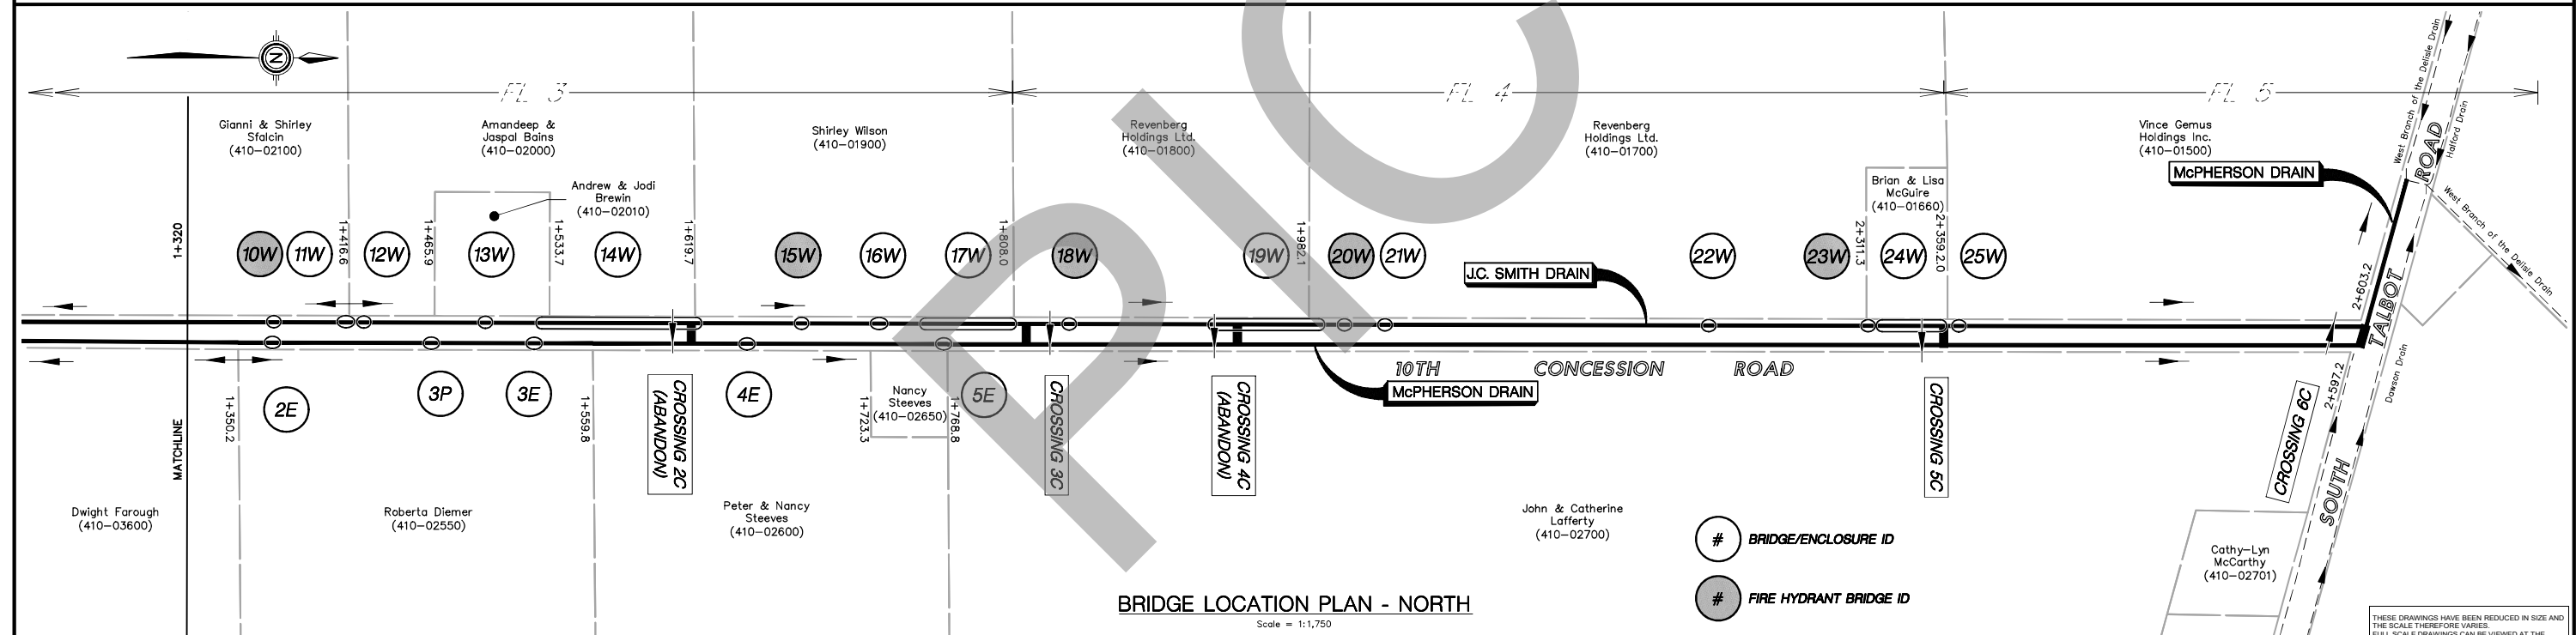 N
FL 3
FL 4
FL 5
Gianni & Shirley
Sfalcin
(410-02100)
Amandeep &
Jaspal Bains
(410-02000)
Shirley Wilson
(410-01900)
Revenberg
Holdings Ltd.
(410-01800)
Revenberg
Holdings Ltd.
(410-01700)
Vince Gemus
Holdings Inc.
(410-01500)
West Branch of the Delisle Drain
Halford Drain
ROAD
McPHERSON DRAIN
Andrew & Jodi
Brewin
(410-02010)
Brian & Lisa
McGuire
(410-01660)
West Branch of the Delisle Drain
1+320
1+416.6
1+465.9
1+533.7
1+619.7
1+808.0
1+982.1
2+311.3
2+359.2.0
2+603.2
10W
11W
12W
13W
14W
15W
16W
17W
18W
19W
20W
21W
22W
23W
24W
25W
J.C. SMITH DRAIN
TALBOT
10TH CONCESSION ROAD
McPHERSON DRAIN
2E
3P
3E
4E
5E
Nancy
Steeves
(410-02650)
MATCHLINE
1+350.2
1+559.8
1+723.3
1+768.8
2+597.2
CROSSING 2C
(ABANDON)
CROSSING 3C
CROSSING 4C
(ABANDON)
CROSSING 5C
CROSSING 6C
Dawson Drain
SOUTH
Dwight Farough
(410-03600)
Roberta Diemer
(410-02550)
Peter & Nancy
Steeves
(410-02600)
John & Catherine
Lafferty
(410-02700)
Cathy-Lyn
McCarthy
(410-02701)
# BRIDGE/ENCLOSURE ID
# FIRE HYDRANT BRIDGE ID
BRIDGE LOCATION PLAN - NORTH
Scale = 1:1,750
THESE DRAWINGS HAVE BEEN REDUCED IN SIZE AND
THE SCALE THEREFORE VARIES.
FULL SCALE DRAWINGS CAN BE VIEWED AT THE